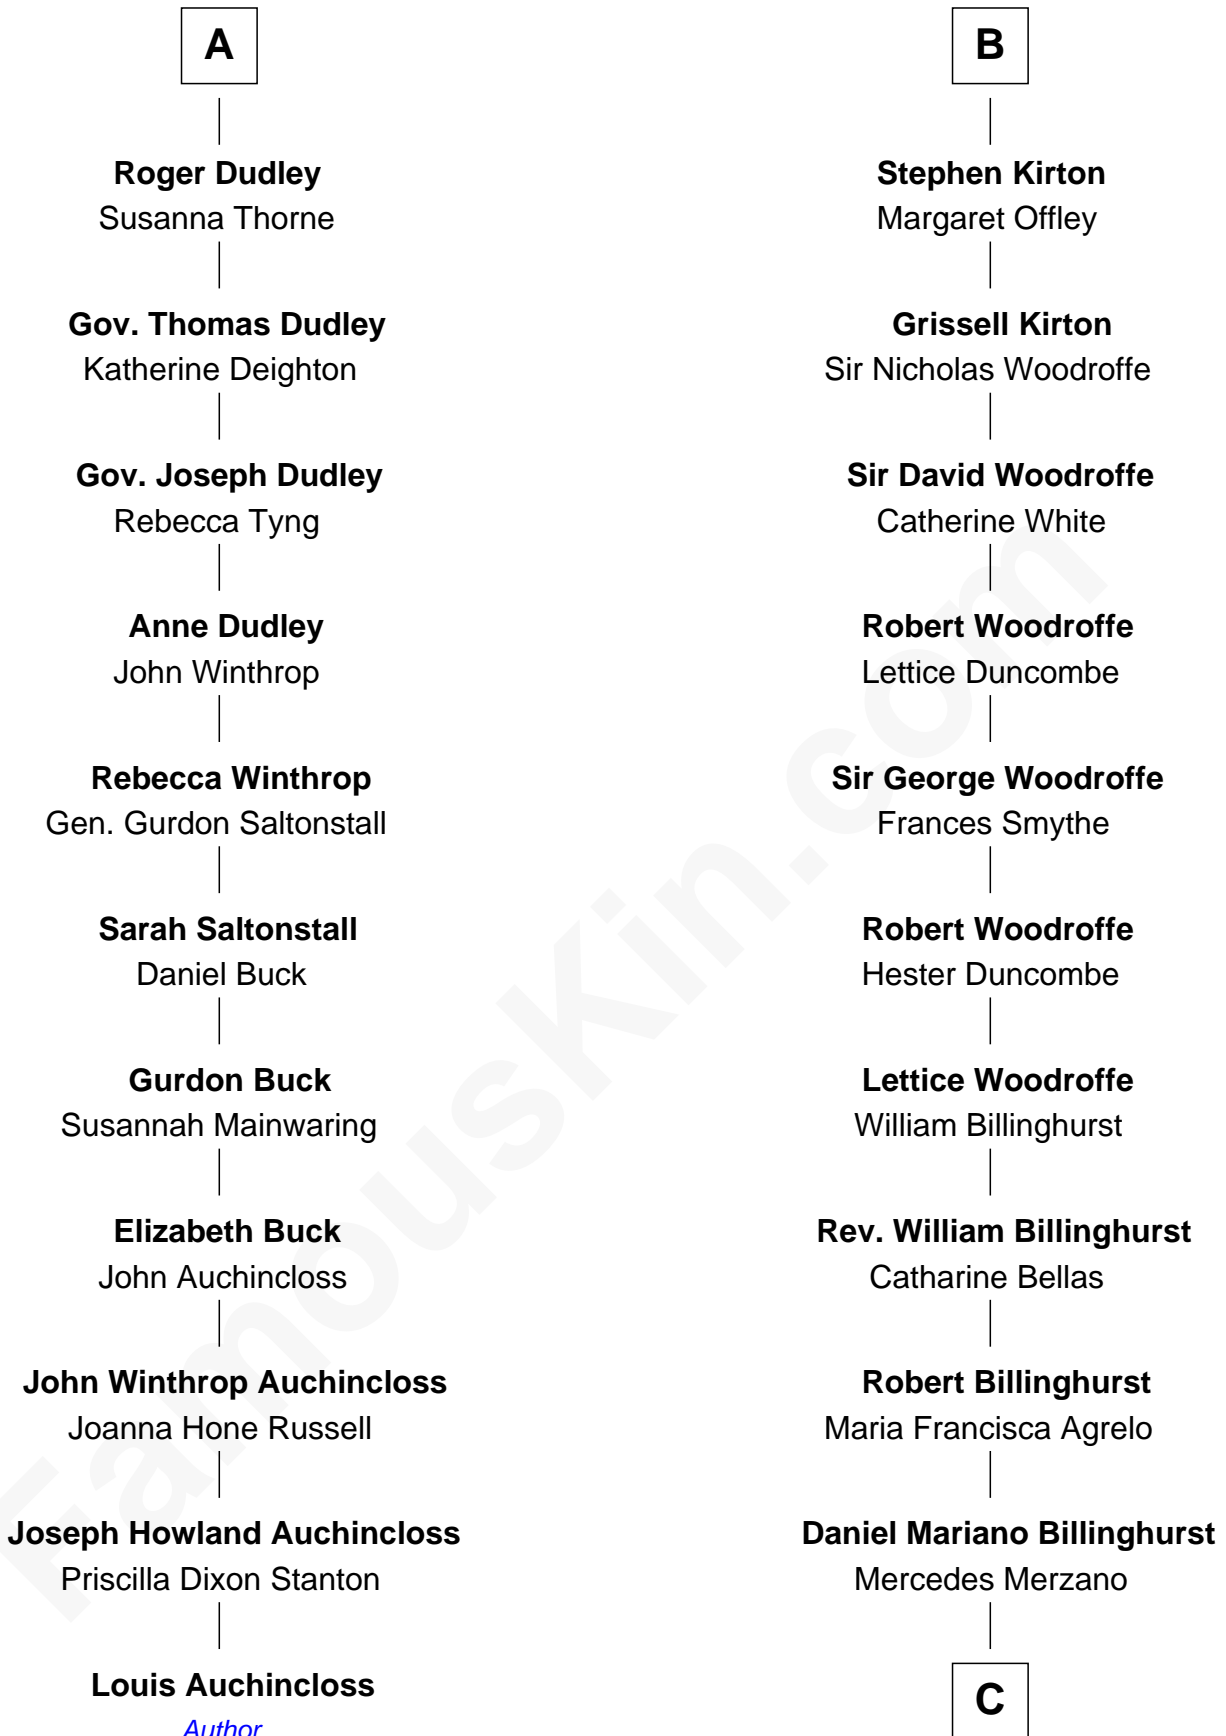 A
Roger Dudley
Susanna Thorne
Gov. Thomas Dudley
Katherine Deighton
Gov. Joseph Dudley
Rebecca Tyng
Anne Dudley
John Winthrop
Rebecca Winthrop
Gen. Gurdon Saltonstall
Sarah Saltonstall
Daniel Buck
Gurdon Buck
Susannah Mainwaring
Elizabeth Buck
John Auchincloss
John Winthrop Auchincloss
Joanna Hone Russell
Joseph Howland Auchincloss
Priscilla Dixon Stanton
Louis Auchincloss
Author
B
Stephen Kirton
Margaret Offley
Grissell Kirton
Sir Nicholas Woodroffe
Sir David Woodroffe
Catherine White
Robert Woodroffe
Lettice Duncombe
Sir George Woodroffe
Frances Smythe
Robert Woodroffe
Hester Duncombe
Lettice Woodroffe
William Billinghurst
Rev. William Billinghurst
Catharine Bellas
Robert Billinghurst
Maria Francisca Agrelo
Daniel Mariano Billinghurst
Mercedes Merzano
C
FamousKin.com